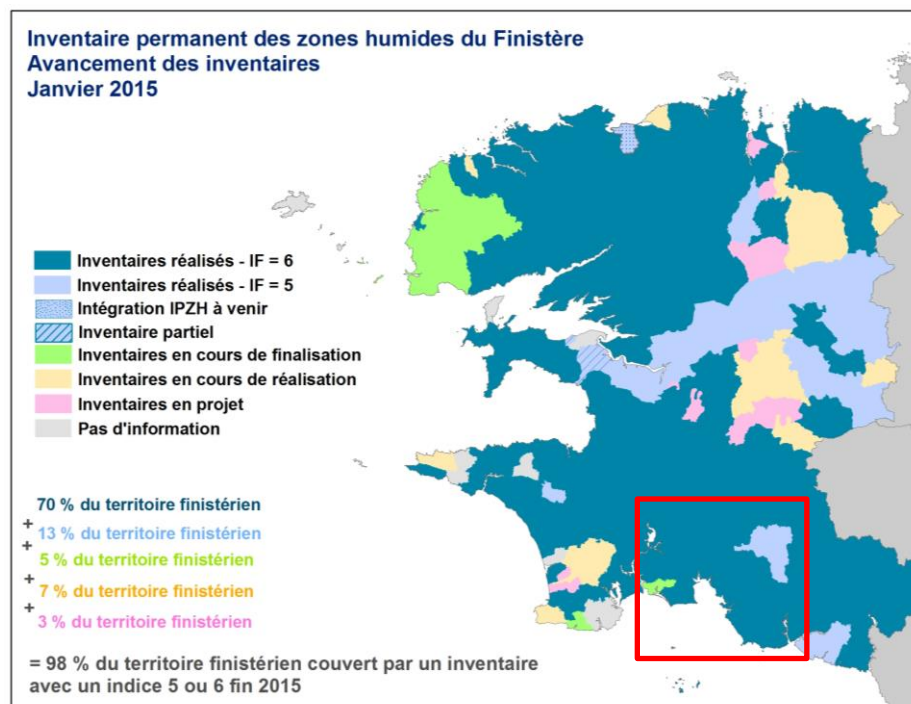 Inventaire permanent des zones humides du Finistère
Avancement des inventaires
Janvier 2015
Inventaires réalisés - IF = 6
Inventaires réalisés - IF = 5
Intégration IPZH à venir
Inventaire partiel
Inventaires en cours de finalisation
Inventaires en cours de réalisation
Inventaires en projet
Pas d'information
70 % du territoire finistérien
+ 13 % du territoire finistérien
+ 5 % du territoire finistérien
+ 7 % du territoire finistérien
+ 3 % du territoire finistérien
= 98 % du territoire finistérien couvert par un inventaire
avec un indice 5 ou 6 fin 2015